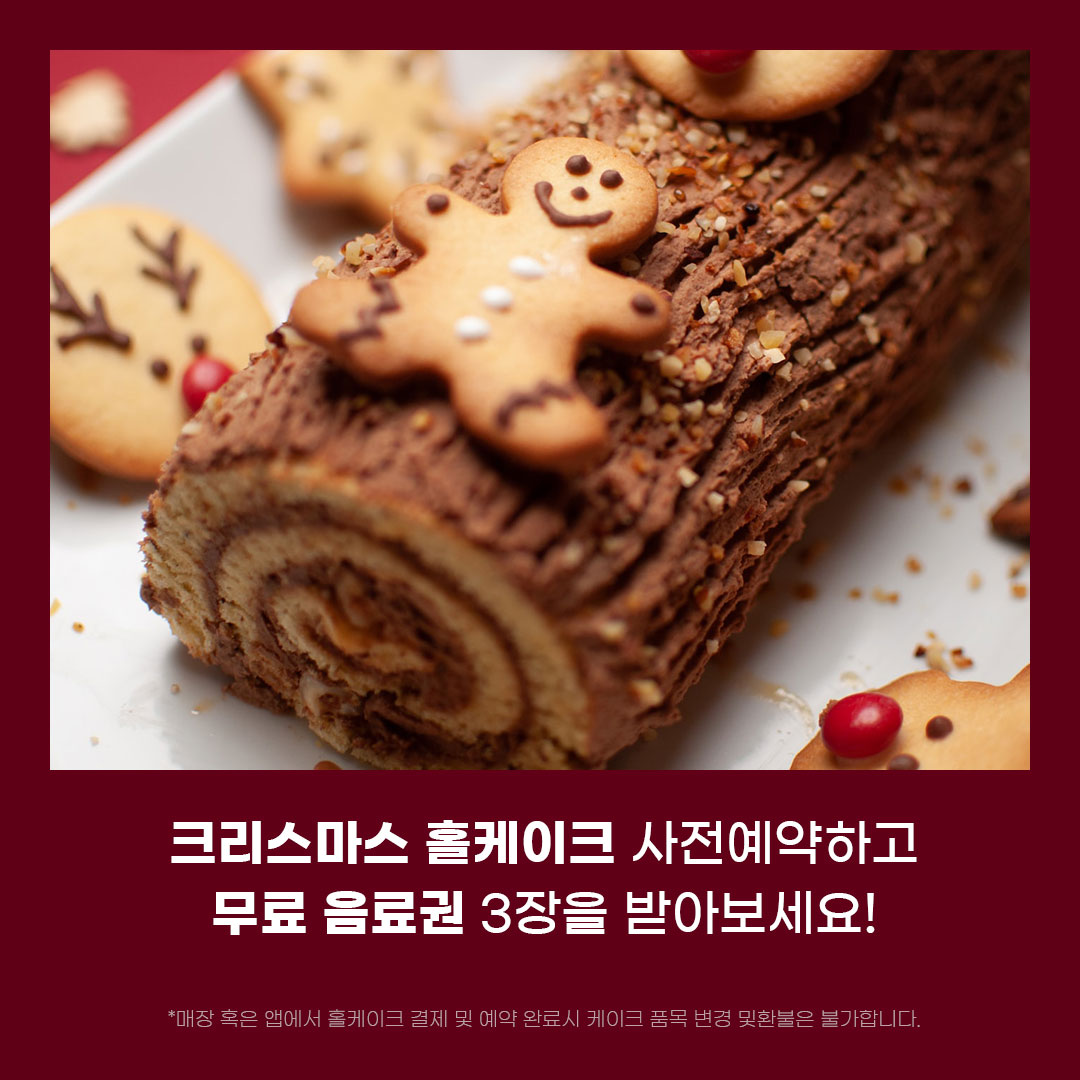 크리스마스 홀케이크 사전예약하고
무료 음료권 3장을 받아보세요!
*매장 혹은 앱에서 홀케이크 결제 및 예약 완료시 케이크 품목 변경 및환불은 불가합니다.